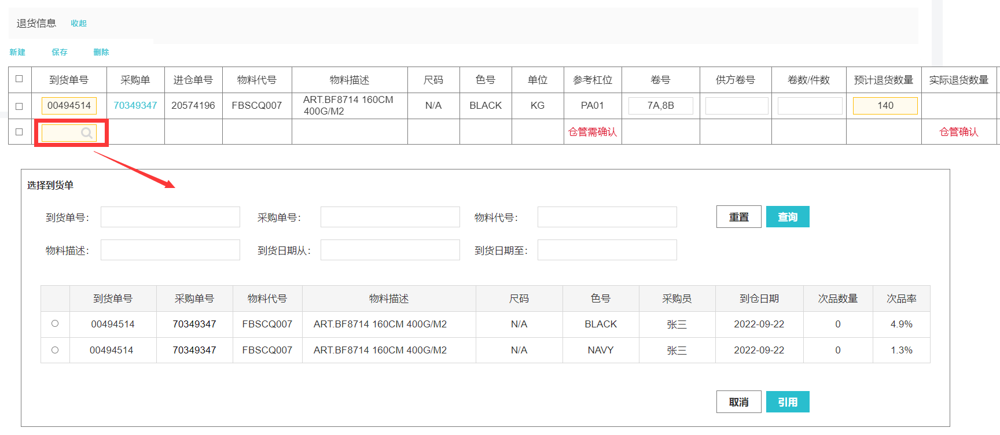 退货信息 收起
新建 保存 删除
到货单号 采购单 进仓单号 物料代号 物料描述 尺码 色号 单位 参考杠位 卷号 供方卷号 卷数/件数 预计退货数量 实际退货数量
00494514 70349347 20574196 FBSCQ007 ART.BF8714 160CM N/A BLACK KG PA01 7A,8B 140
400G/M2
仓管需确认 仓管确认
选择到货单
到货单号： 采购单号： 物料代号： 重置 查询
物料描述： 到货日期从： 到货日期至：
到货单号 采购单号 物料代号 物料描述 尺码 色号 采购员 到仓日期 次品数量 次品率
00494514 70349347 FBSCQ007 ART.BF8714 160CM 400G/M2 N/A BLACK 张三 2022-09-22 0 4.9%
00494514 70349347 FBSCQ007 ART.BF8714 160CM 400G/M2 N/A NAVY 张三 2022-09-22 0 1.3%
取消 引用